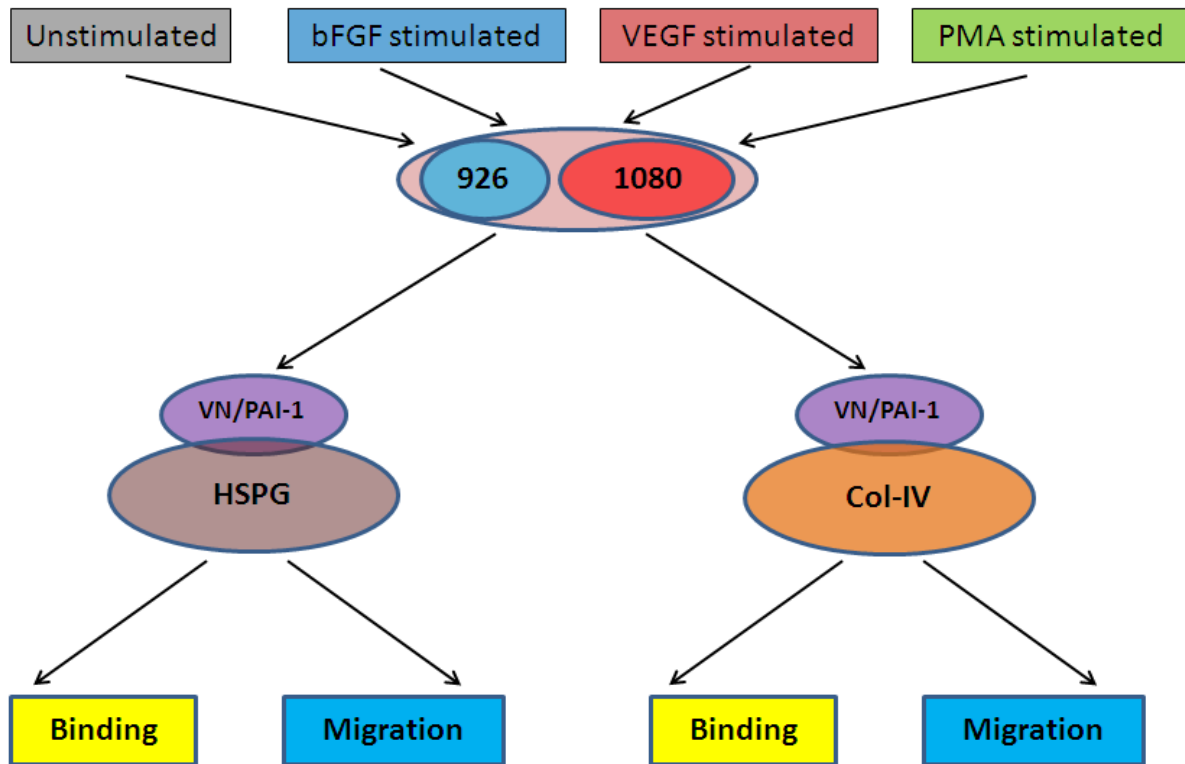 Unstimulated
bFGF stimulated
VEGF stimulated
PMA stimulated
926
1080
VN/PAI-1
VN/PAI-1
HSPG
Col-IV
Binding
Migration
Binding
Migration